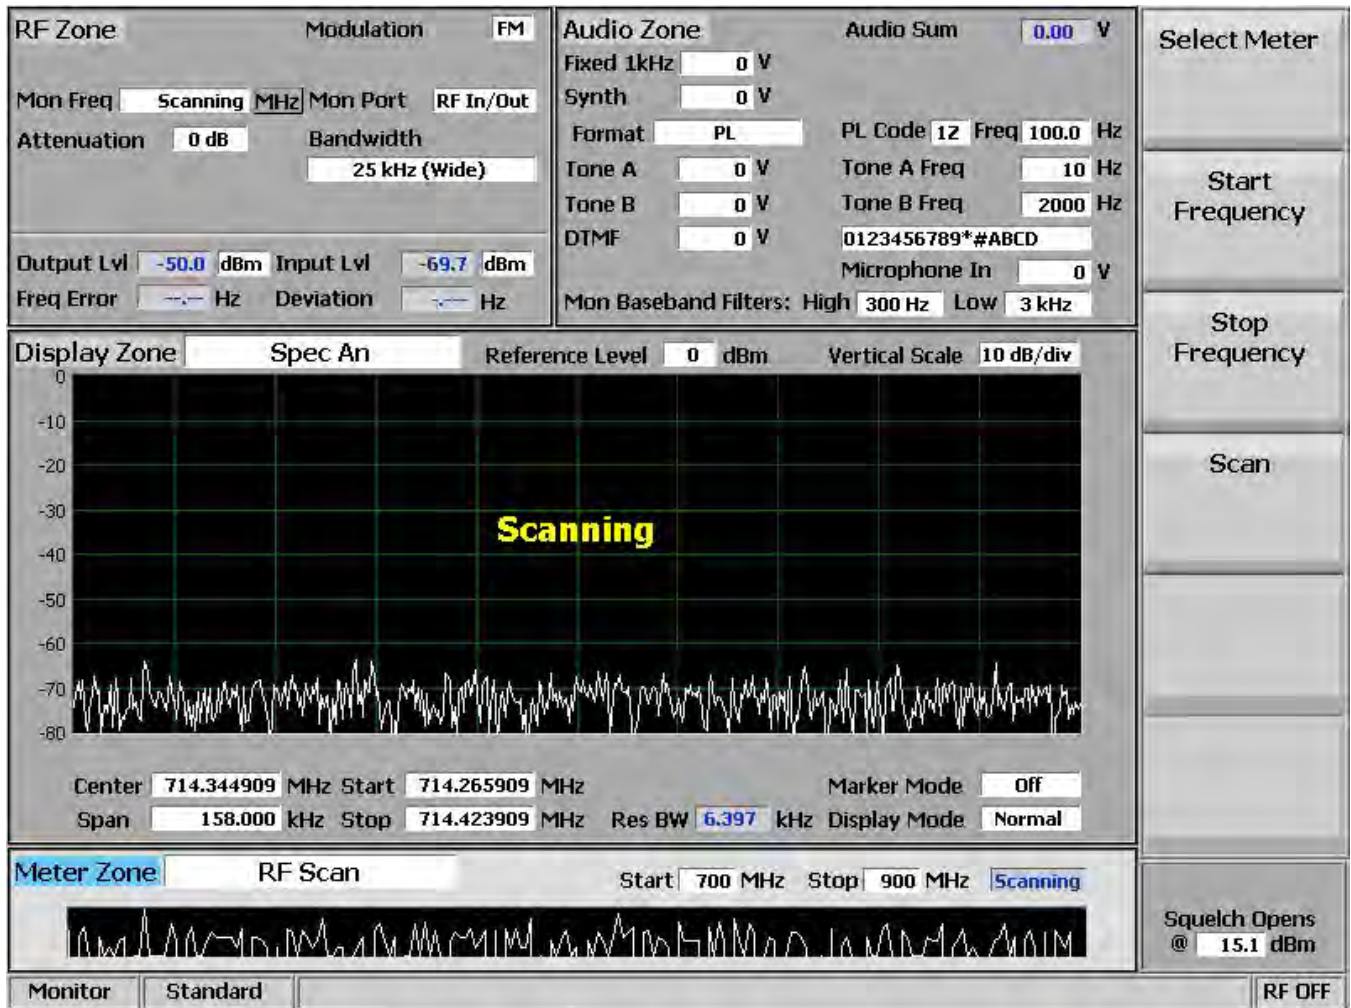 RF Zone
Modulation FM
Mon Freq Scanning MHz Mon Port RF In/Out
Attenuation 0 dB Bandwidth
25 kHz (Wide)
Output Lvl -50.0 dBm Input Lvl -69.7 dBm
Freq Error --.-- Hz Deviation -.--- Hz
Audio Zone
Audio Sum 0.00 V
Fixed 1kHz 0 V
Synth 0 V
Format PL PL Code 1Z Freq 100.0 Hz
Tone A 0 V Tone A Freq 10 Hz
Tone B 0 V Tone B Freq 2000 Hz
DTMF 0 V 0123456789*#ABCD
Microphone In 0 V
Mon Baseband Filters: High 300 Hz Low 3 kHz
Display Zone Spec An Reference Level 0 dBm Vertical Scale 10 dB/div
0
-10
-20
-30
Scanning
-40
-50
-60
-70
-80
Center 714.344909 MHz Start 714.265909 MHz Marker Mode Off
Span 158.000 kHz Stop 714.423909 MHz Res BW 6.397 kHz Display Mode Normal
Meter Zone RF Scan Start 700 MHz Stop 900 MHz Scanning
Select Meter
Start
Frequency
Stop
Frequency
Scan
Squelch Opens
@ 15.1 dBm
Monitor Standard RF OFF